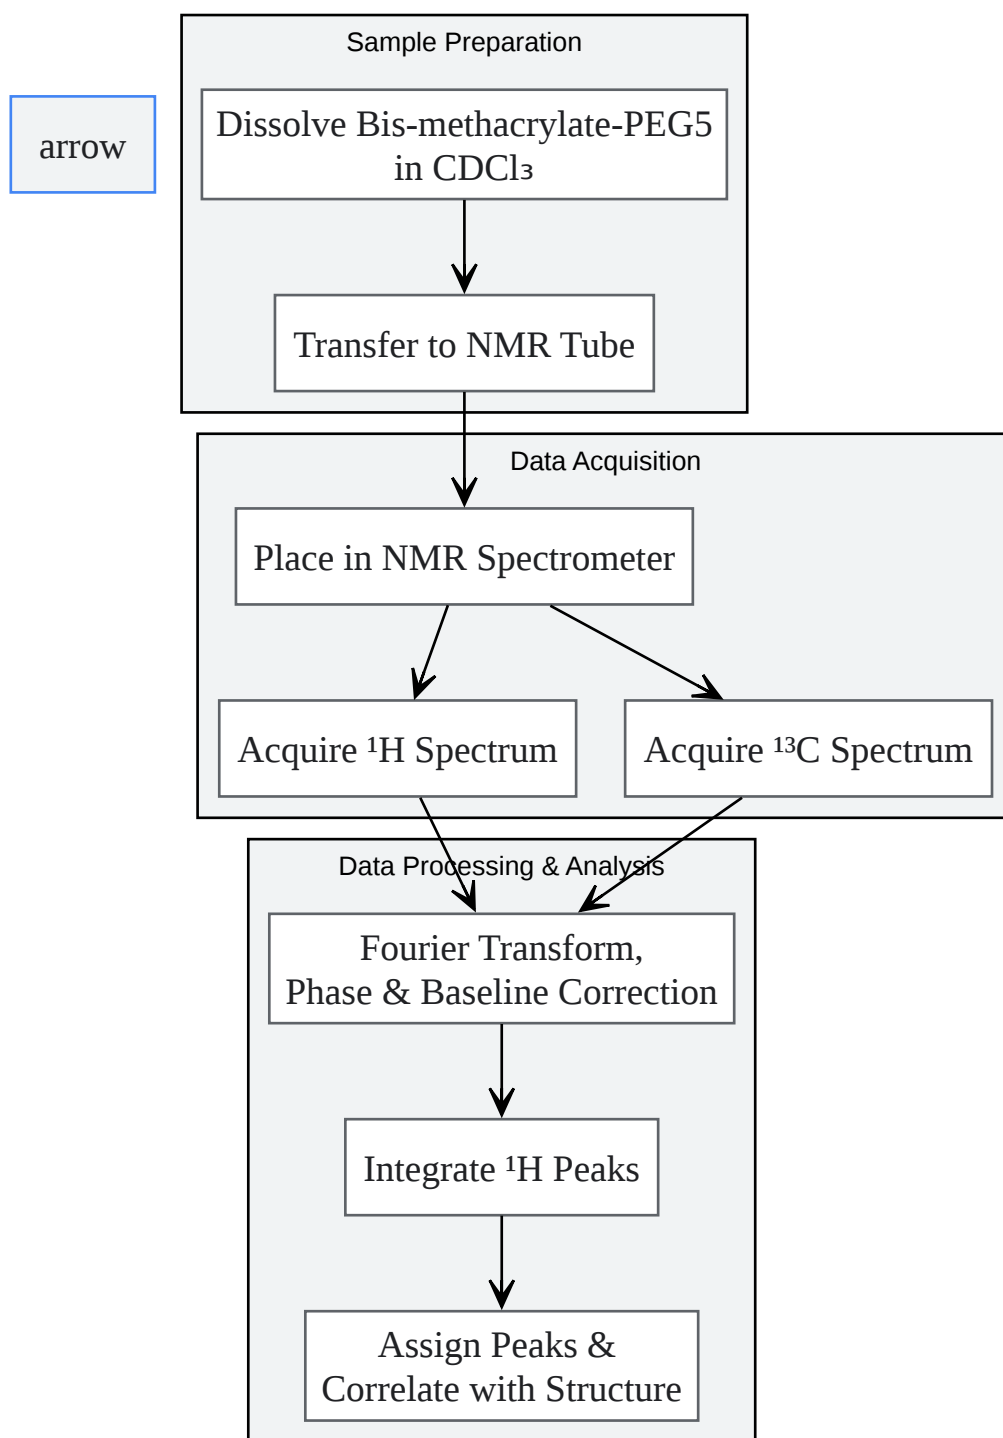 Sample Preparation
arrow
Dissolve Bis-methacrylate-PEG5
in CDCl₃
Transfer to NMR Tube
Data Acquisition
Place in NMR Spectrometer
Acquire ¹H Spectrum
Acquire ¹³C Spectrum
Data Processing & Analysis
Fourier Transform,
Phase & Baseline Correction
Integrate ¹H Peaks
Assign Peaks &
Correlate with Structure